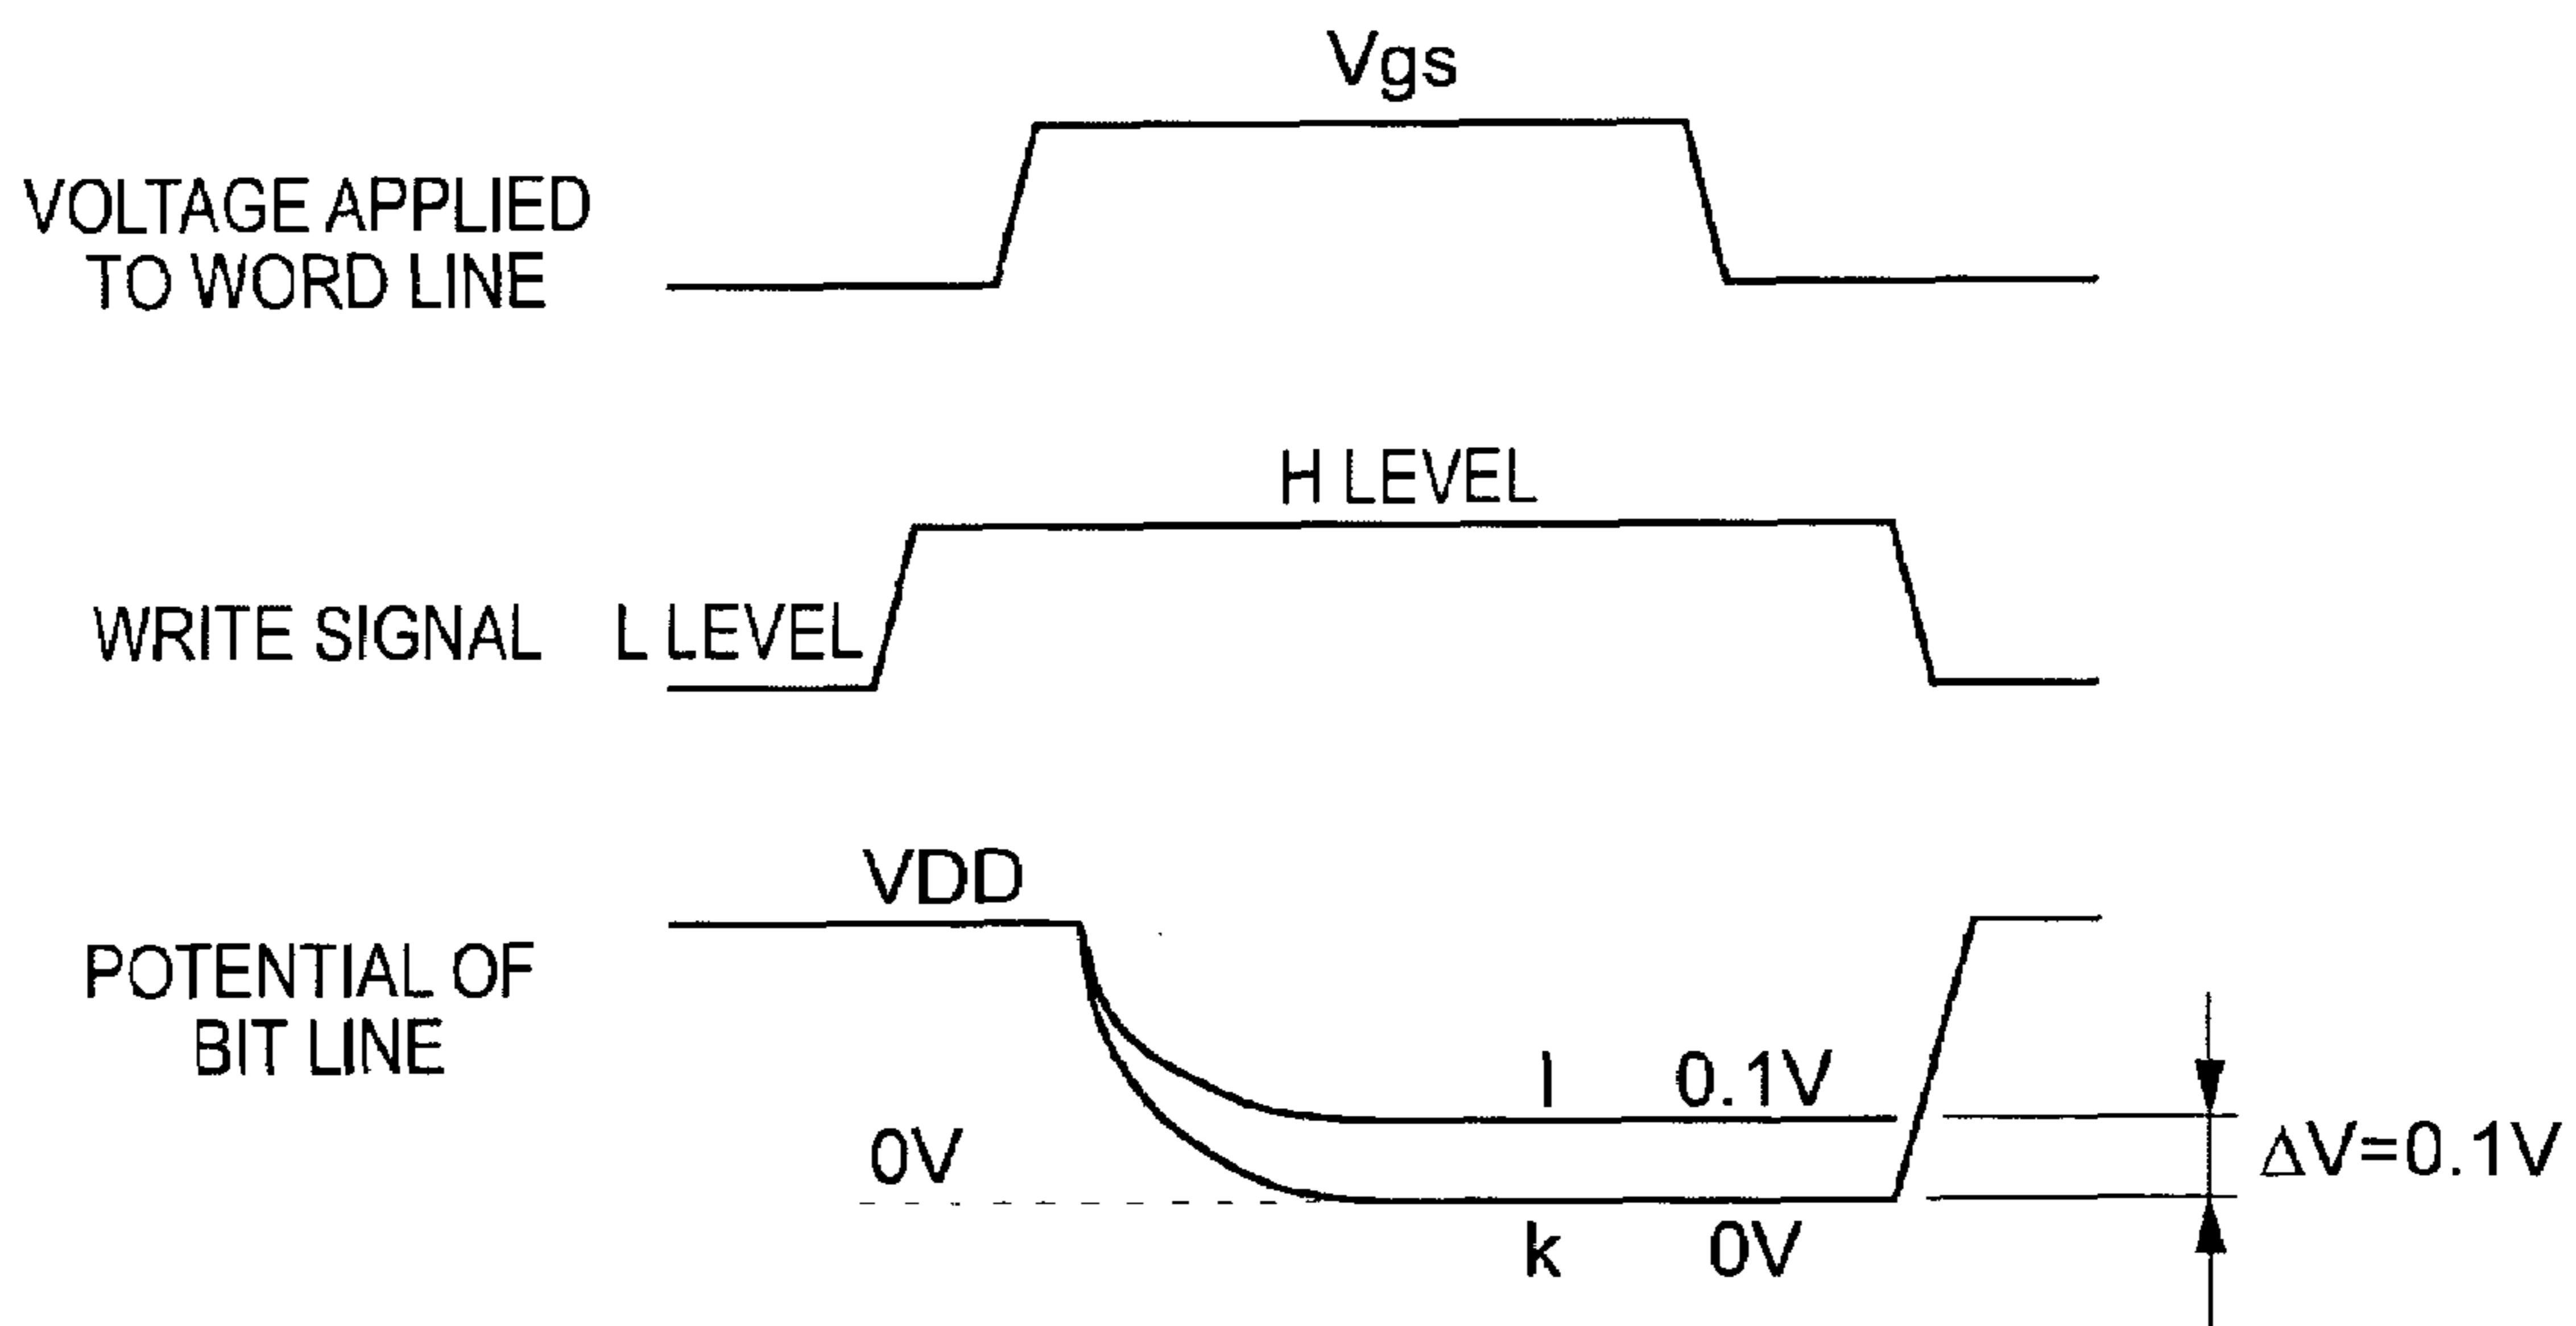 Vgs
VOLTAGE APPLIED
TO WORD LINE
H LEVEL
WRITE SIGNAL L LEVEL
VDD
POTENTIAL OF
BIT LINE
l 0.1V
0V
ΔV=0.1V
k 0V